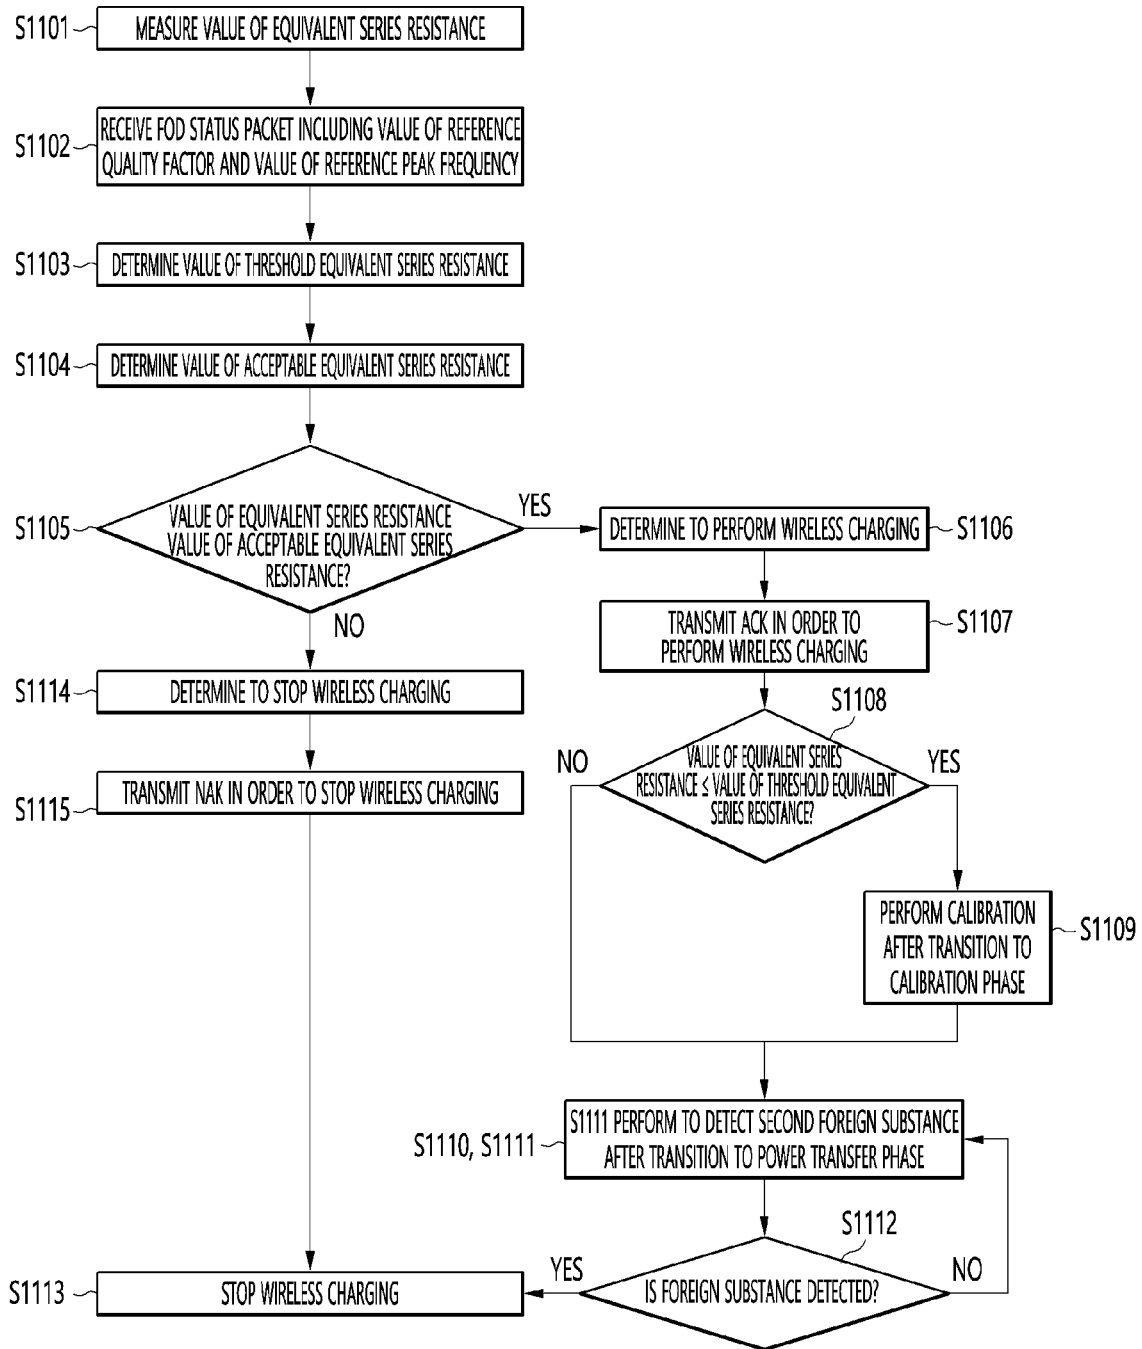 S1101
MEASURE VALUE OF EQUIVALENT SERIES RESISTANCE
S1102
RECEIVE FOD STATUS PACKET INCLUDING VALUE OF REFERENCE
QUALITY FACTOR AND VALUE OF REFERENCE PEAK FREQUENCY
S1103
DETERMINE VALUE OF THRESHOLD EQUIVALENT SERIES RESISTANCE
S1104
DETERMINE VALUE OF ACCEPTABLE EQUIVALENT SERIES RESISTANCE
S1105
VALUE OF EQUIVALENT SERIES RESISTANCE
VALUE OF ACCEPTABLE EQUIVALENT SERIES
RESISTANCE?
YES
NO
DETERMINE TO PERFORM WIRELESS CHARGING
S1106
TRANSMIT ACK IN ORDER TO
PERFORM WIRELESS CHARGING
S1107
S1114
DETERMINE TO STOP WIRELESS CHARGING
S1115
TRANSMIT NAK IN ORDER TO STOP WIRELESS CHARGING
S1108
NO
VALUE OF EQUIVALENT SERIES
RESISTANCE ≤ VALUE OF THRESHOLD EQUIVALENT
SERIES RESISTANCE?
YES
PERFORM CALIBRATION
AFTER TRANSITION TO
CALIBRATION PHASE
S1109
S1110, S1111
S1111 PERFORM TO DETECT SECOND FOREIGN SUBSTANCE
AFTER TRANSITION TO POWER TRANSFER PHASE
S1112
IS FOREIGN SUBSTANCE DETECTED?
YES
NO
S1113
STOP WIRELESS CHARGING